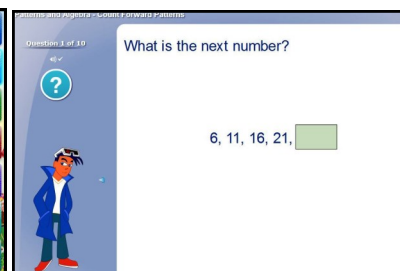 Patterns and Algebra - Count Forward Patterns
Question 1 of 10
What is the next number?
?
6, 11, 16, 21,